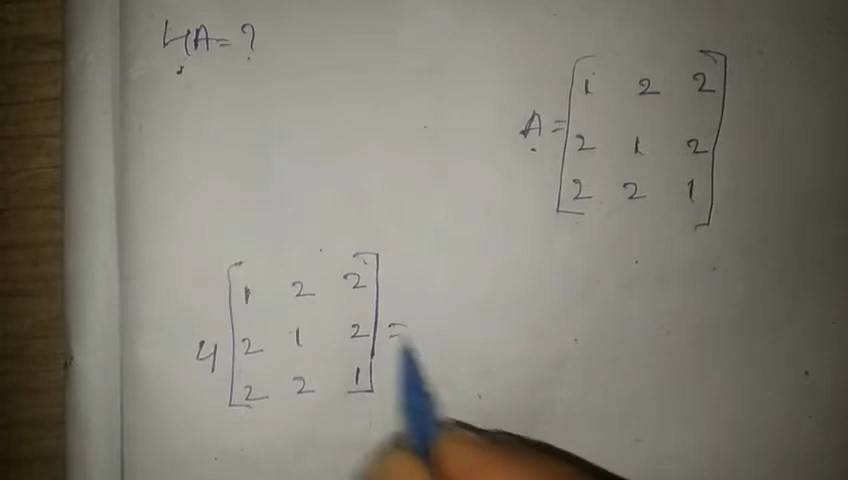 4A = ?
A = [1 2 2
2 1 2
2 2 1]
4 [1 2 2
2 1 2
2 2 1] =